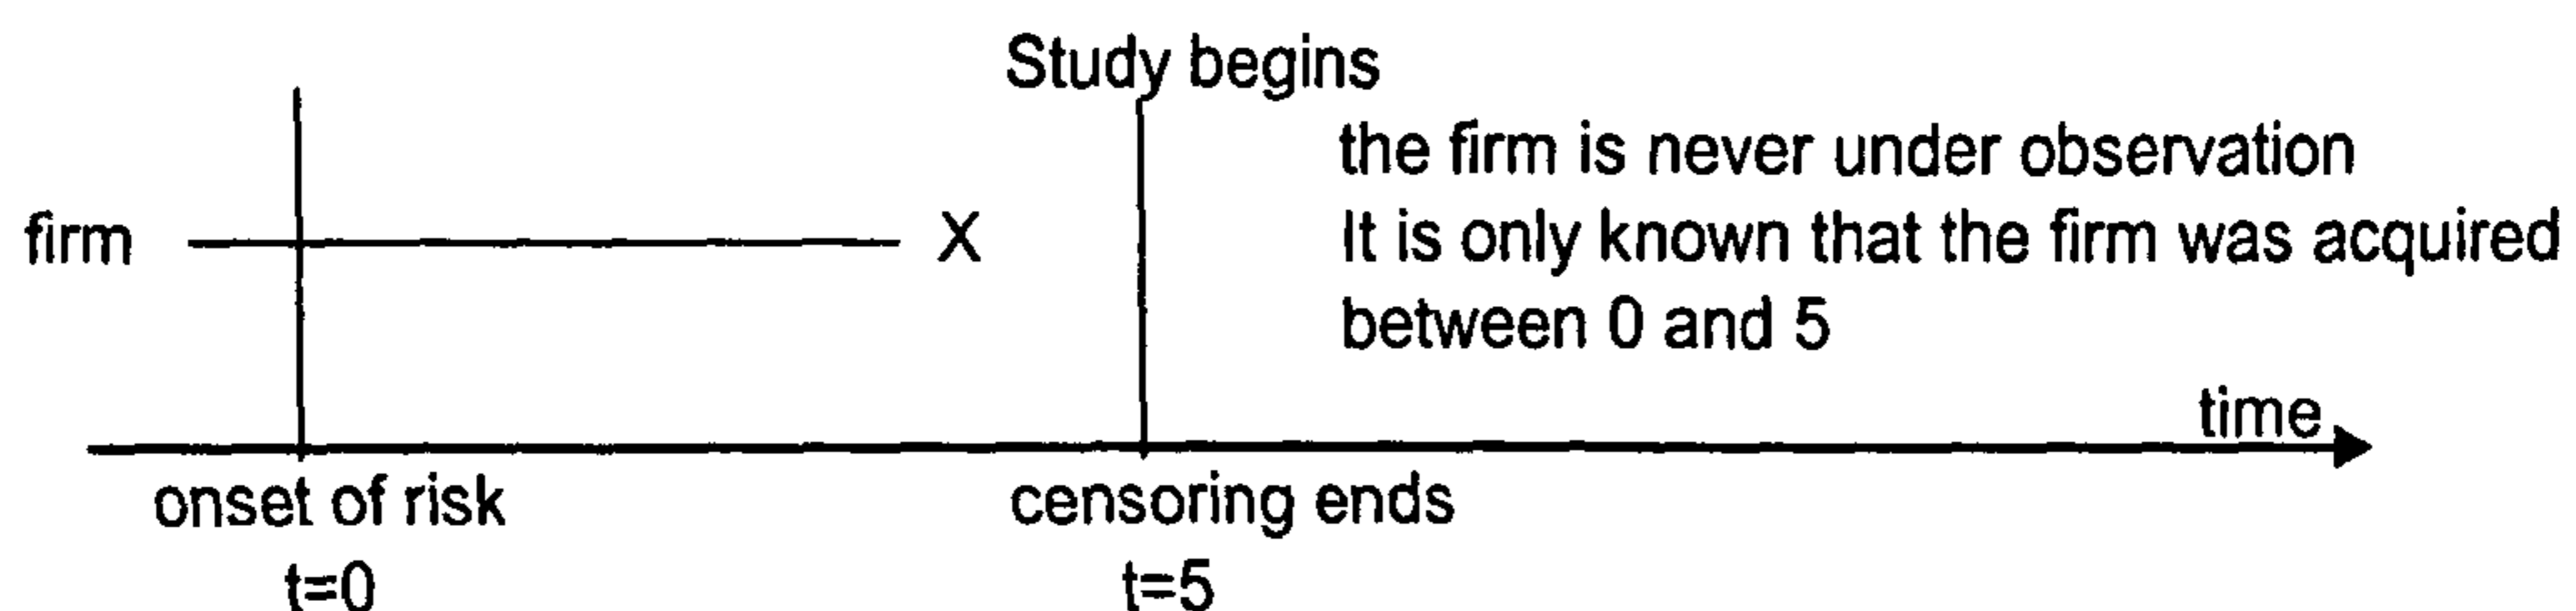 Study begins
the firm is never under observation
firm
X
It is only known that the firm was acquired
between 0 and 5
time
onset of risk
censoring ends
t=0
t=5